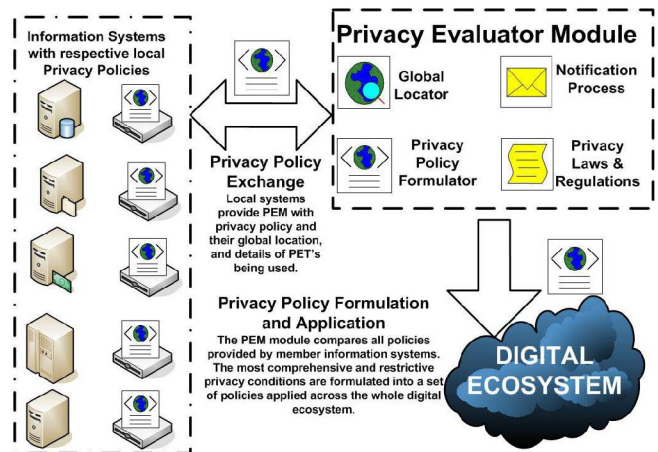 Information Systems
with respective local
Privacy Policies
Privacy Evaluator Module
Global
Locator
Notification
Process
Privacy
Policy
Formulator
Privacy
Laws &
Regulations
Privacy Policy
Exchange
Local systems
provide PEM with
privacy policy and
their global location,
and details of PET's
being used.
Privacy Policy Formulation
and Application
The PEM module compares all policies
provided by member information systems.
The most comprehensive and restrictive
privacy conditions are formulated into a set
of policies applied across the whole digital
ecosystem.
DIGITAL
ECOSYSTEM